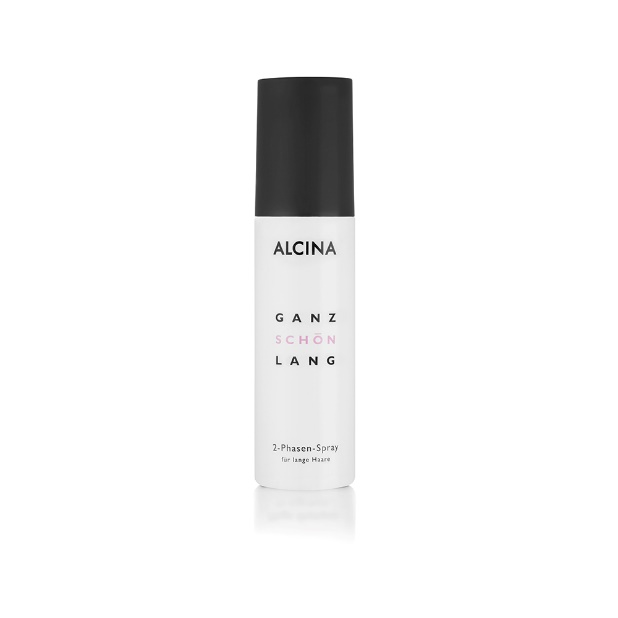 ALCINA
GANZ
SCHÖN
LANG
2-Phasen-Spray
für lange Haare